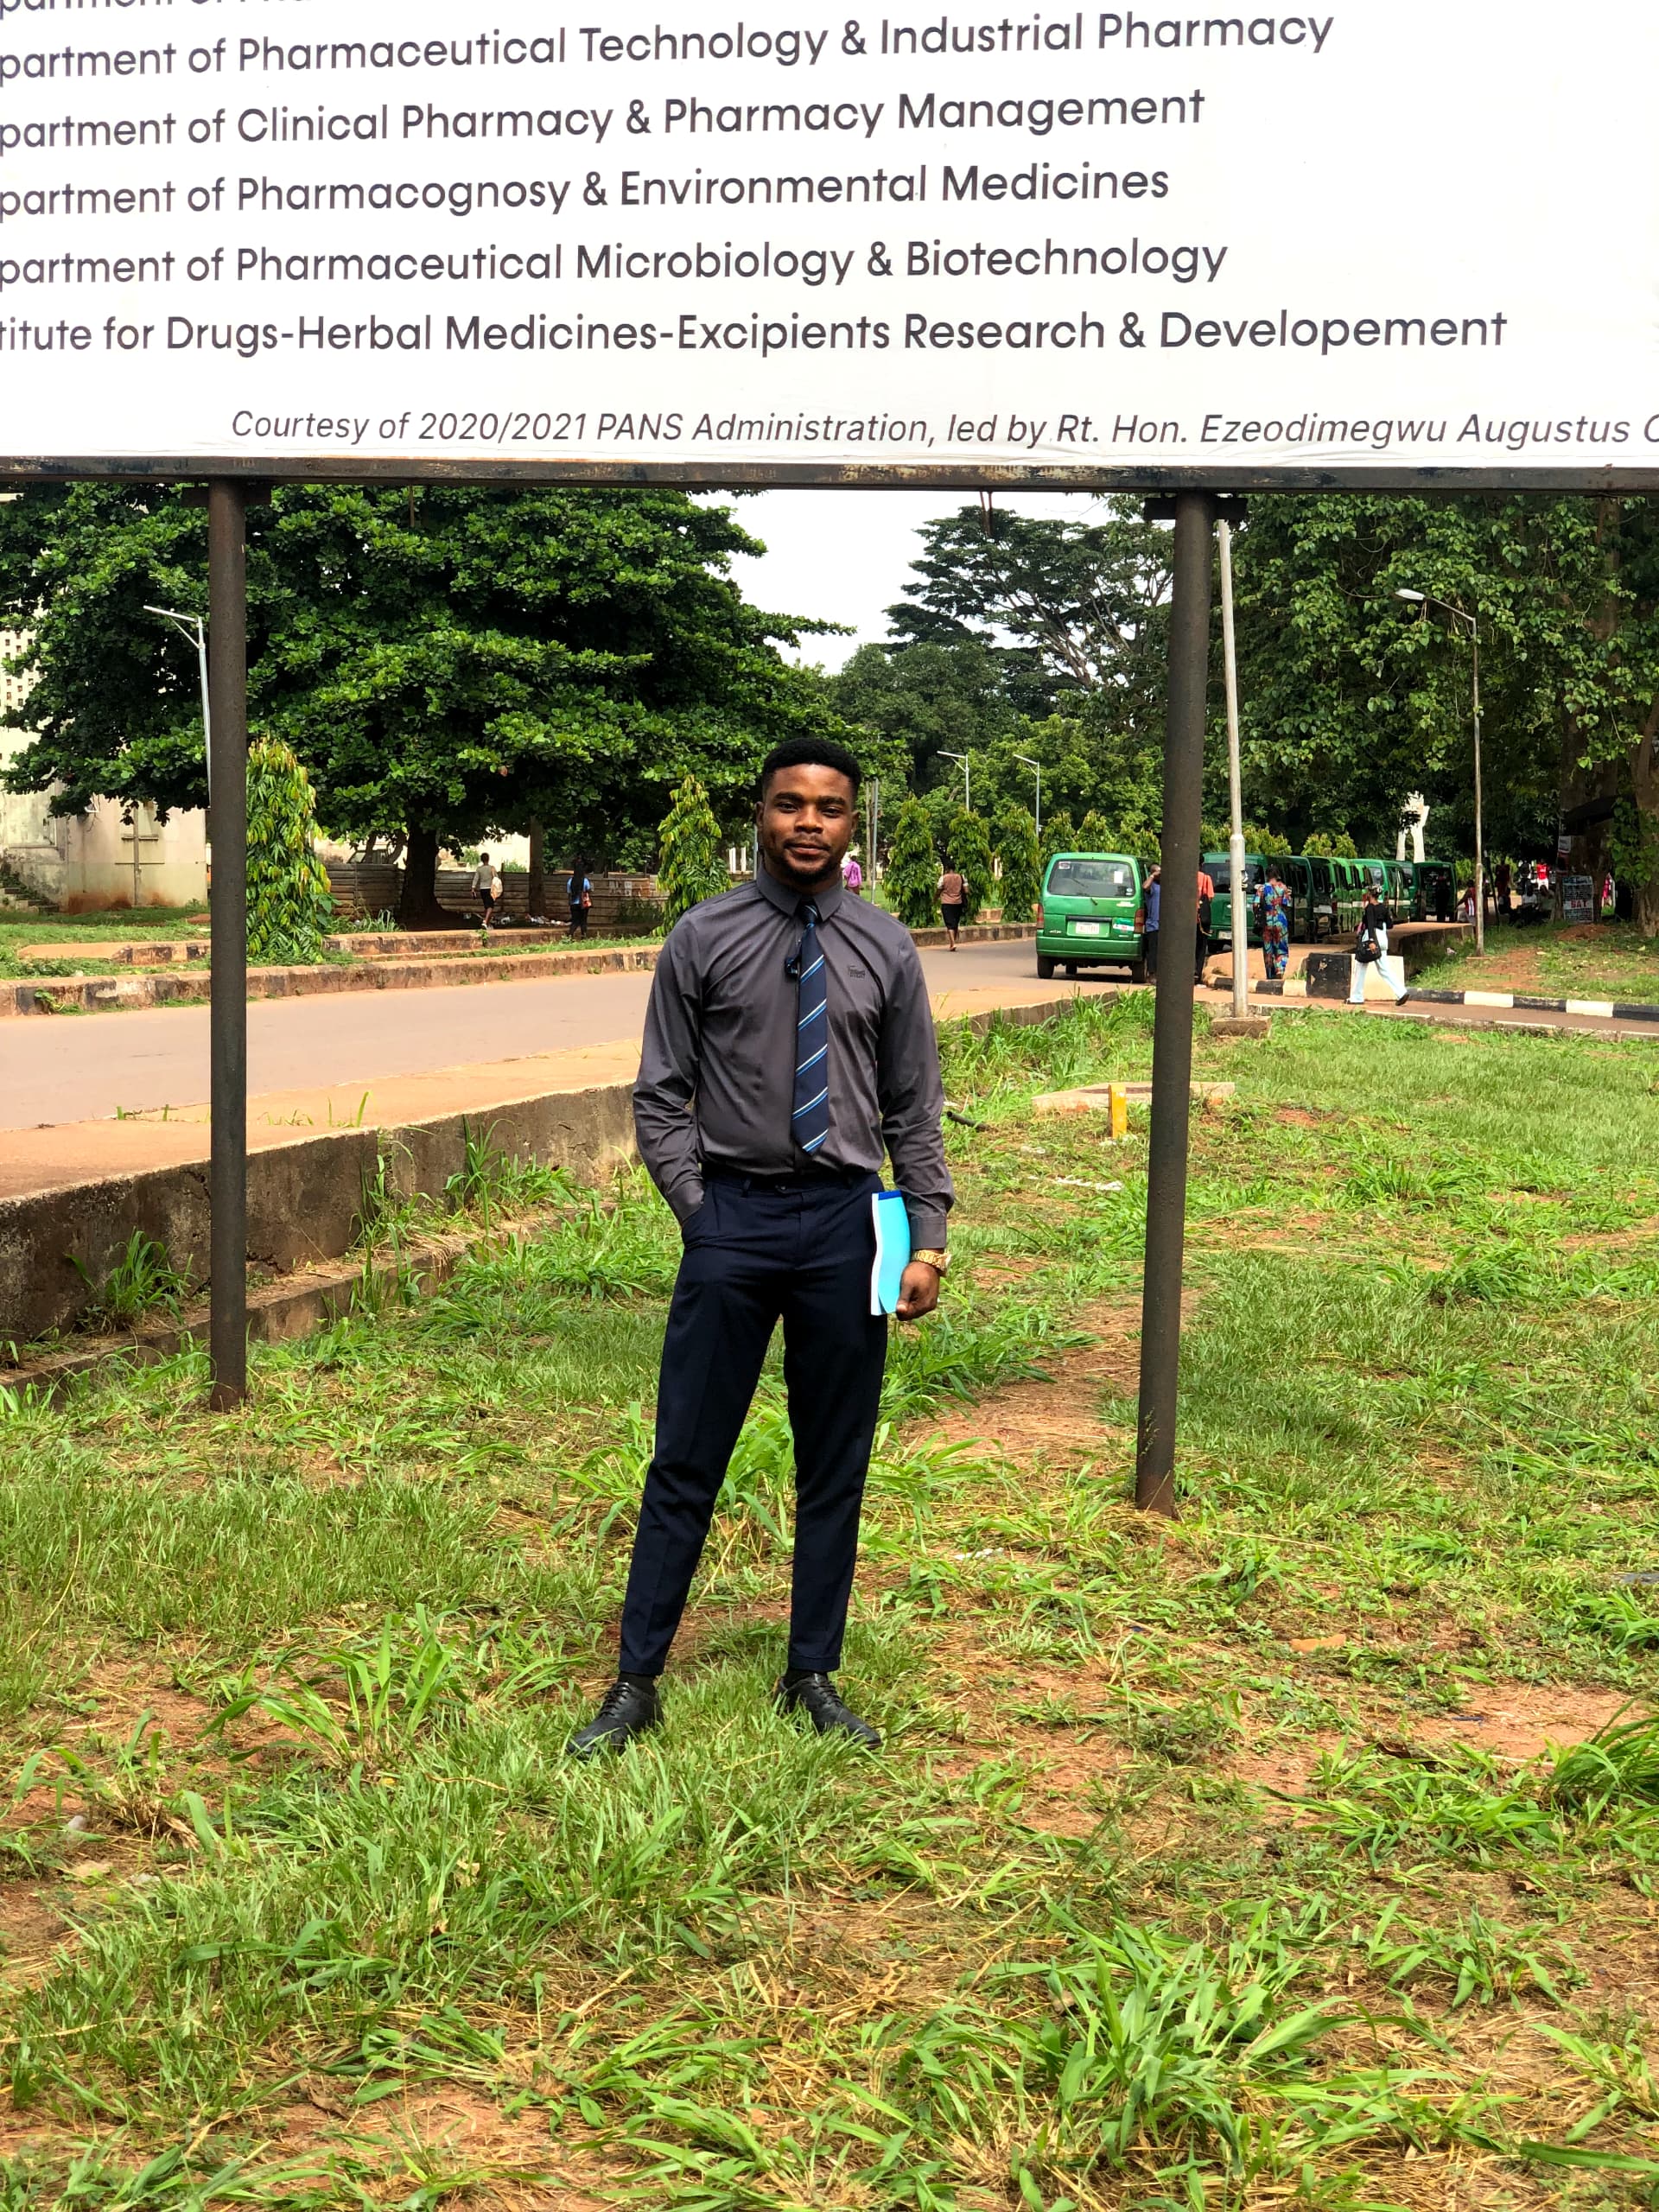 partment of
partment of Pharmaceutical Technology & Industrial Pharmacy
partment of Clinical Pharmacy & Pharmacy Management
partment of Pharmacognosy & Environmental Medicines
partment of Pharmaceutical Microbiology & Biotechnology
titute for Drugs-Herbal Medicines-Excipients Research & Developement
Courtesy of 2020/2021 PANS Administration, led by Rt. Hon. Ezeodimegwu Augustus